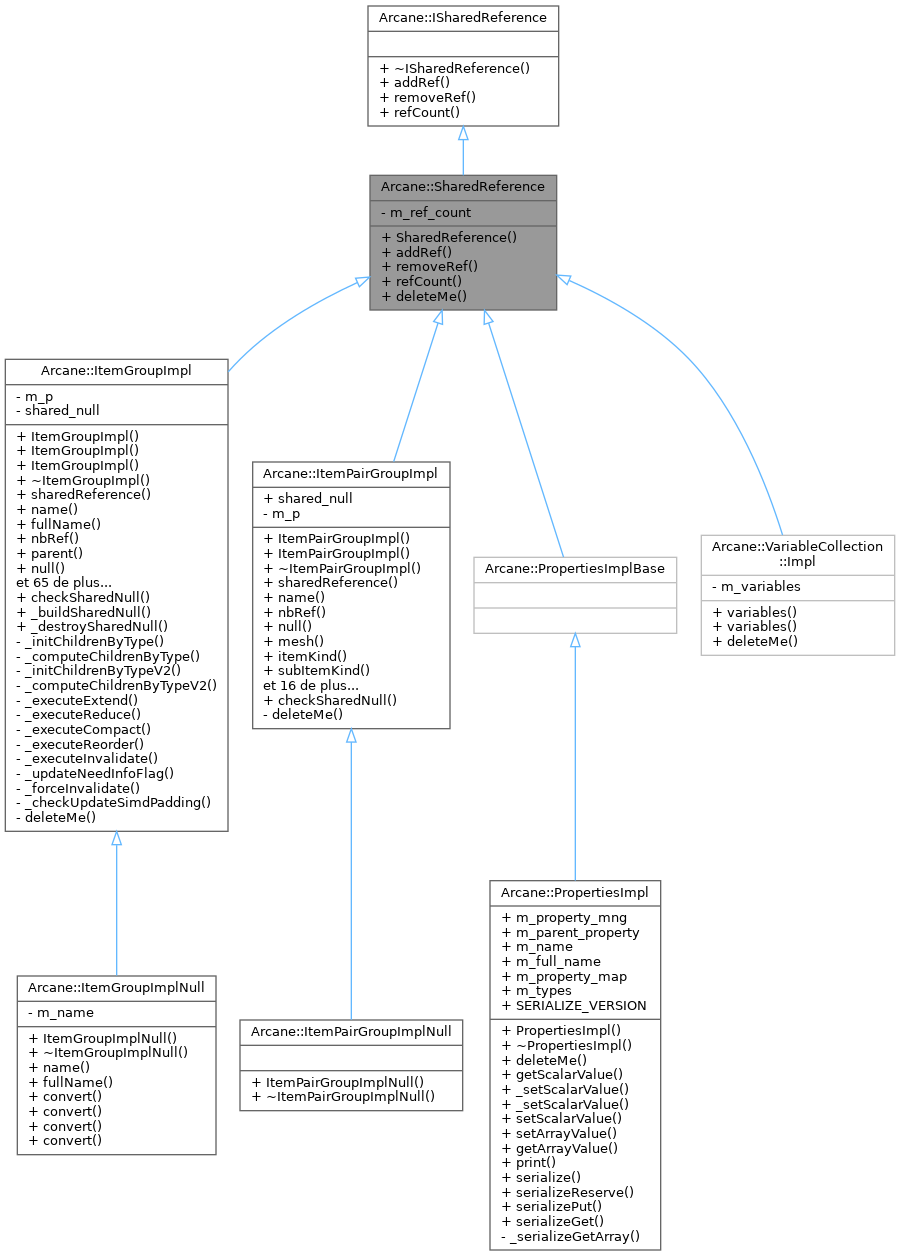 Arcane::ISharedReference
+ ~ISharedReference()
+ addRef()
+ removeRef()
+ refCount()
Arcane::SharedReference
- m_ref_count
+ SharedReference()
+ addRef()
+ removeRef()
+ refCount()
+ deleteMe()
Arcane::ItemGroupImpl
- m_p
- shared_null
+ ItemGroupImpl()
+ ItemGroupImpl()
+ ItemGroupImpl()
+ ~ItemGroupImpl()
+ sharedReference()
+ name()
+ fullName()
+ nbRef()
+ parent()
+ null()
et 65 de plus...
+ checkSharedNull()
+ _buildSharedNull()
+ _destroySharedNull()
- _initChildrenByType()
- _computeChildrenByType()
- _initChildrenByTypeV2()
- _computeChildrenByTypeV2()
- _executeExtend()
- _executeReduce()
- _executeCompact()
- _executeReorder()
- _executeInvalidate()
- _updateNeedInfoFlag()
- _forceInvalidate()
- _checkUpdateSimdPadding()
- deleteMe()
Arcane::ItemPairGroupImpl
+ shared_null
- m_p
+ ItemPairGroupImpl()
+ ItemPairGroupImpl()
+ ~ItemPairGroupImpl()
+ sharedReference()
+ name()
+ nbRef()
+ null()
+ mesh()
+ itemKind()
+ subItemKind()
et 16 de plus...
+ checkSharedNull()
- deleteMe()
Arcane::PropertiesImplBase
Arcane::VariableCollection
::Impl
- m_variables
+ variables()
+ variables()
+ deleteMe()
Arcane::ItemGroupImplNull
- m_name
+ ItemGroupImplNull()
+ ~ItemGroupImplNull()
+ name()
+ fullName()
+ convert()
+ convert()
+ convert()
+ convert()
Arcane::ItemPairGroupImplNull
+ ItemPairGroupImplNull()
+ ~ItemPairGroupImplNull()
Arcane::PropertiesImpl
+ m_property_mng
+ m_parent_property
+ m_name
+ m_full_name
+ m_property_map
+ m_types
+ SERIALIZE_VERSION
+ PropertiesImpl()
+ ~PropertiesImpl()
+ deleteMe()
+ getScalarValue()
+ _setScalarValue()
+ _setScalarValue()
+ setScalarValue()
+ setArrayValue()
+ getArrayValue()
+ print()
+ serialize()
+ serializeReserve()
+ serializePut()
+ serializeGet()
- _serializeGetArray()